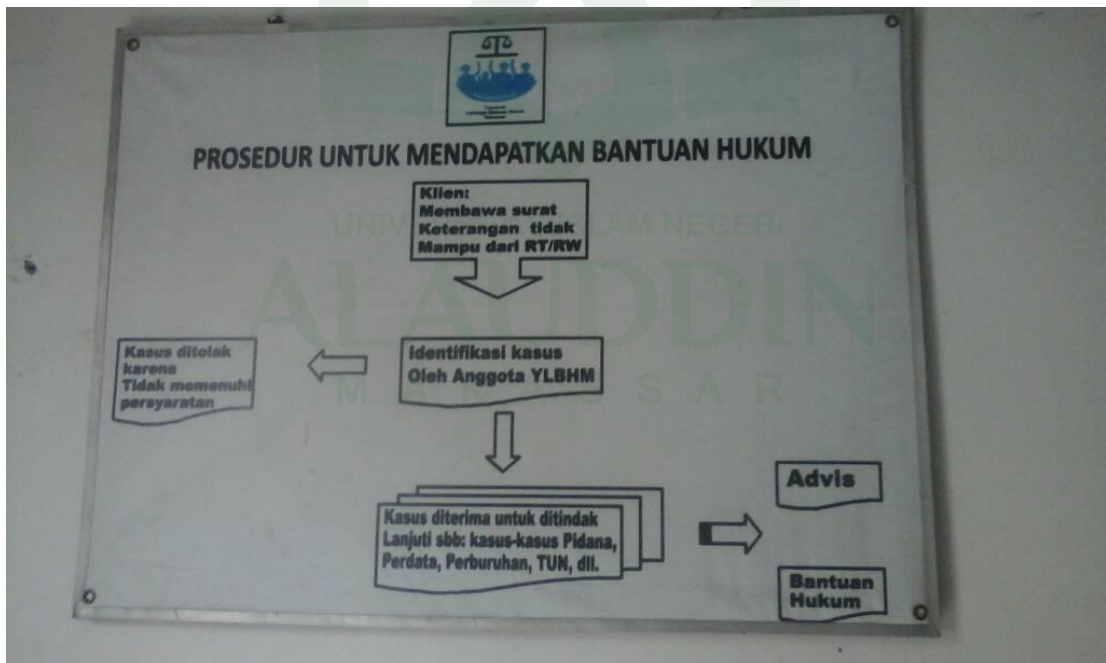 PROSEDUR UNTUK MENDAPATKAN BANTUAN HUKUM
Klien:
Membawa surat
Keterangan tidak
Mampu dari RT/RW
UNIVERSITAS ISLAM NEGERI
ALAUDDIN
MAKASSAR
Kasus ditolak
karena
Tidak memenuhi
persyaratan
Identifikasi kasus
Oleh Anggota YLBHM
Kasus diterima untuk ditindak
Lanjuti sbb: kasus-kasus Pidana,
Perdata, Perburuhan, TUN, dll.
Advis
Bantuan
Hukum